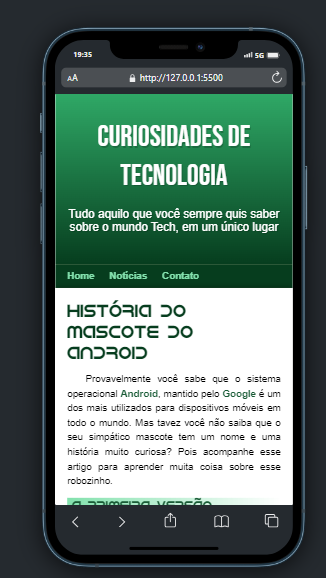 19:35
5G
AA
http://127.0.0.1:5500
CURIOSIDADES DE
TECNOLOGIA
Tudo aquilo que você sempre quis saber
sobre o mundo Tech, em um único lugar
Home Notícias Contato
HISTÓRIA DO
MASCOTE DO
ANDROID
Provavelmente você sabe que o sistema
operacional Android, mantido pelo Google é um
dos mais utilizados para dispositivos móveis em
todo o mundo. Mas tavez você não saiba que o
seu simpático mascote tem um nome e uma
história muito curiosa? Pois acompanhe esse
artigo para aprender muita coisa sobre esse
robozinho.
A PRIMEIRA VERSÃO